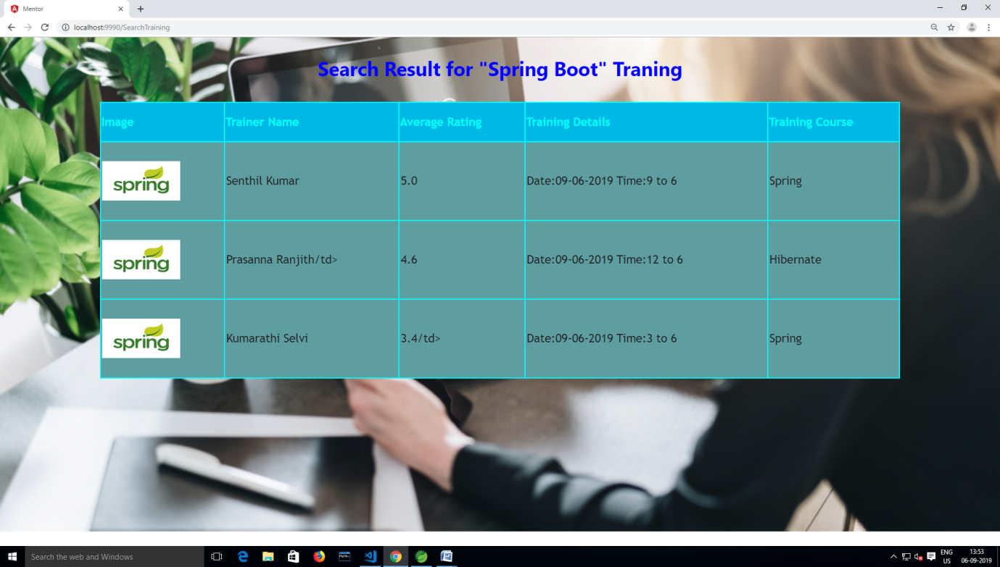 Mentor
localhost:9990/SearchTraining
Search Result for "Spring Boot" Traning
Image Trainer Name Average Rating Training Details Training Course
spring Senthil Kumar 5.0 Date:09-06-2019 Time:9 to 6 Spring
spring Prasanna Ranjith/td> 4.6 Date:09-06-2019 Time:12 to 6 Hibernate
spring Kumarathi Selvi 3.4/td> Date:09-06-2019 Time:3 to 6 Spring
Search the web and Windows
ENG
US
13:53
06-09-2019